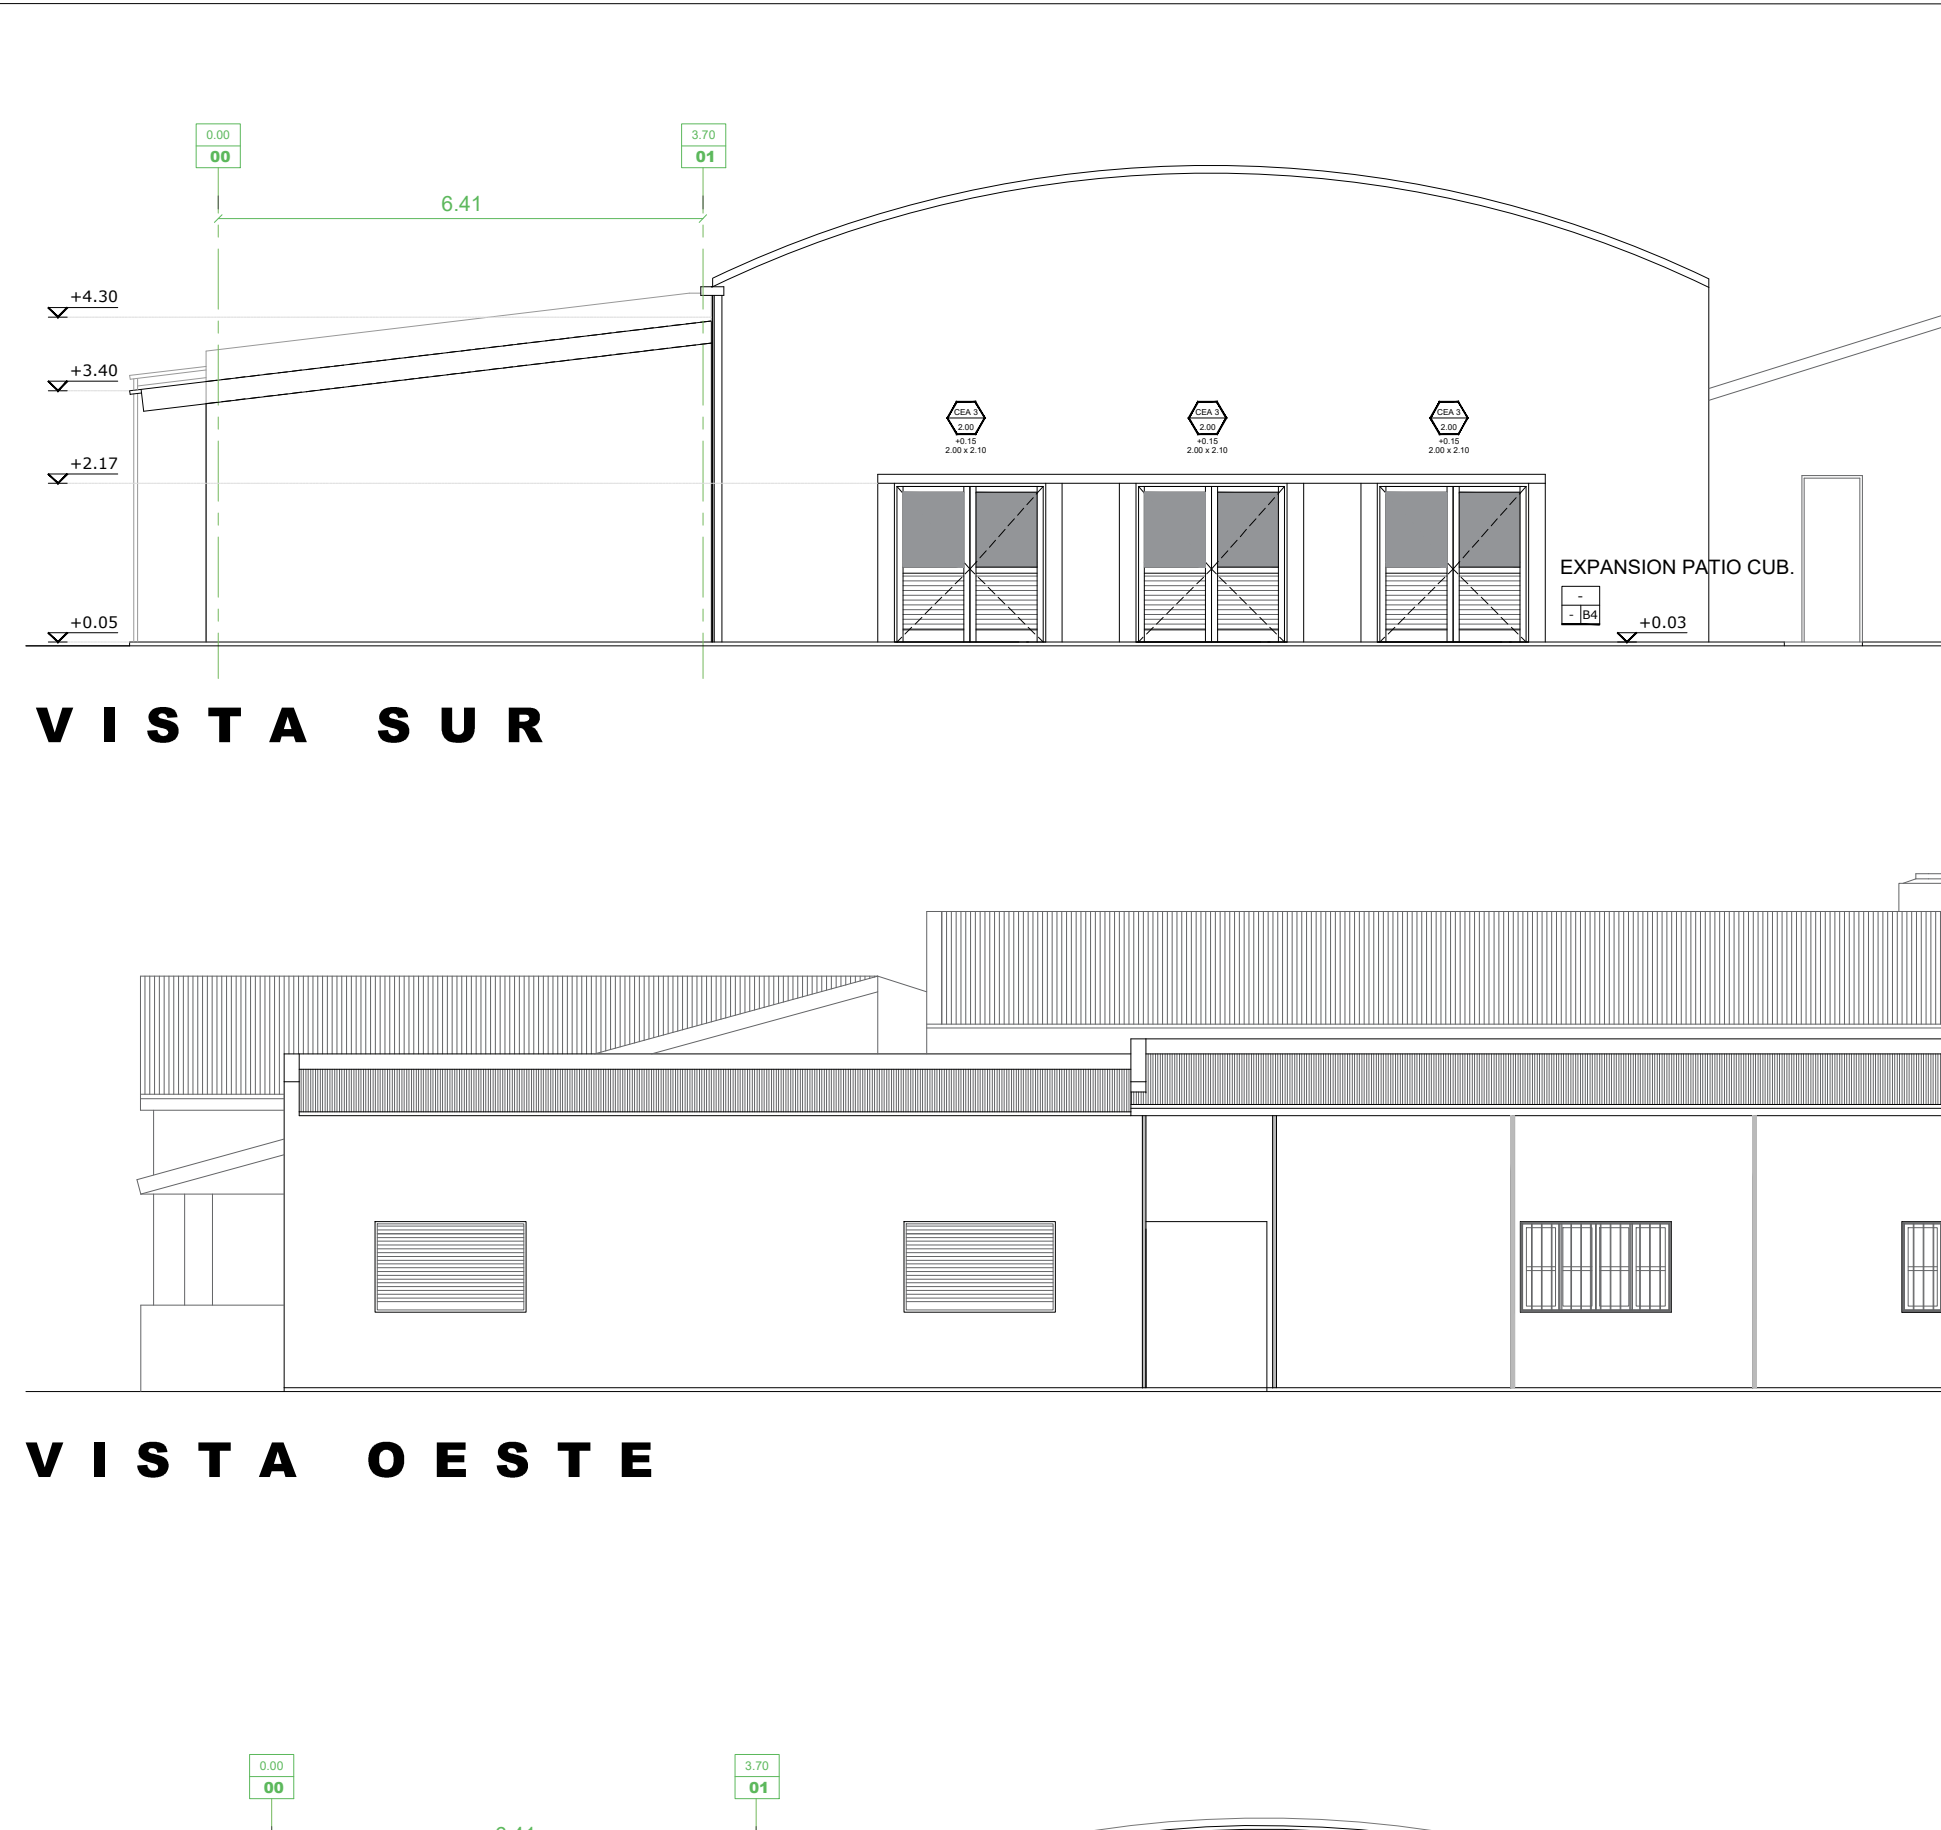 0.00
00
3.70
01
6.41
+4.30
+3.40
+2.17
+0.05
CEA 3
2.00
+0.15
2.00 x 2.10
CEA 3
2.00
+0.15
2.00 x 2.10
CEA 3
2.00
+0.15
2.00 x 2.10
EXPANSION PATIO CUB.
-
- B4
+0.03
VISTA SUR
VISTA OESTE
0.00
00
3.70
01